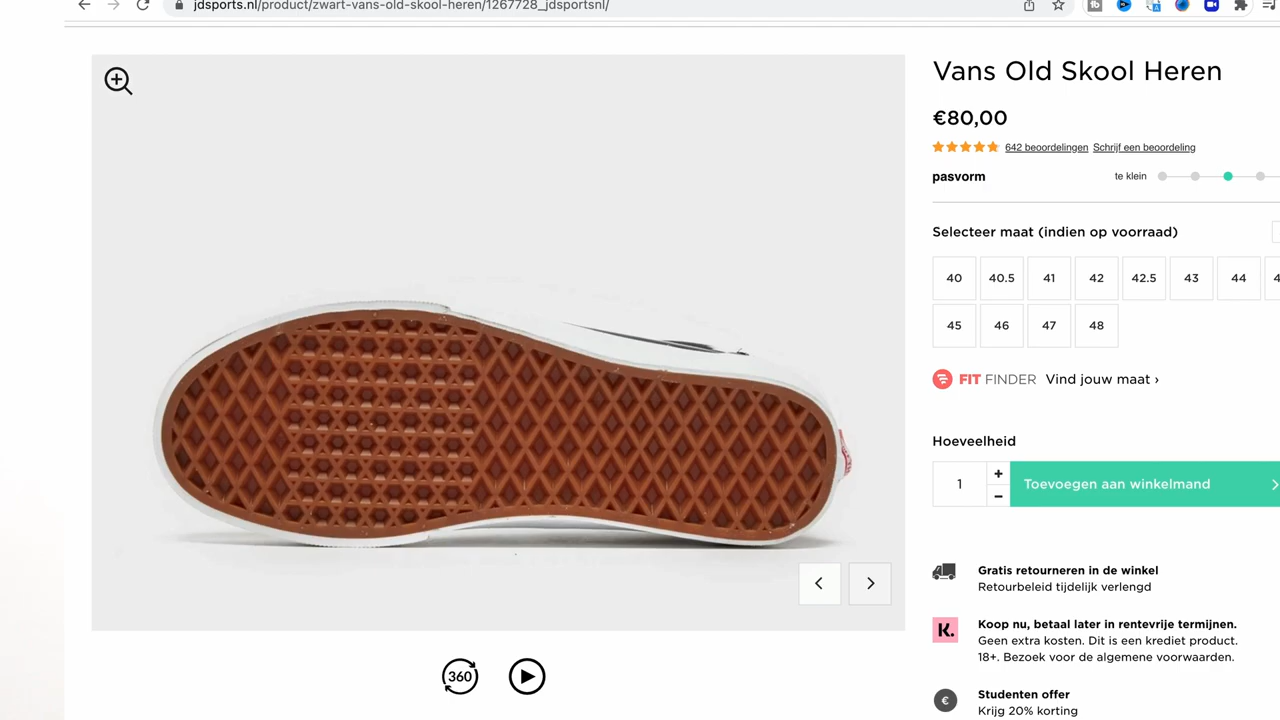 jdsports.nl/product/zwart-vans-old-skool-heren/1267728_jdsportsnl/
Vans Old Skool Heren
€80,00
642 beoordelingen Schrijf een beoordeling
pasvorm te klein
Selecteer maat (indien op voorraad)
40 40.5 41 42 42.5 43 44
45 46 47 48
FIT FINDER Vind jouw maat ›
Hoeveelheid
1 + - Toevoegen aan winkelmand
Gratis retourneren in de winkel
Retourbeleid tijdelijk verlengd
K. Koop nu, betaal later in rentevrije termijnen.
Geen extra kosten. Dit is een krediet product.
18+. Bezoek voor de algemene voorwaarden.
360
€ Studenten offer
Krijg 20% korting